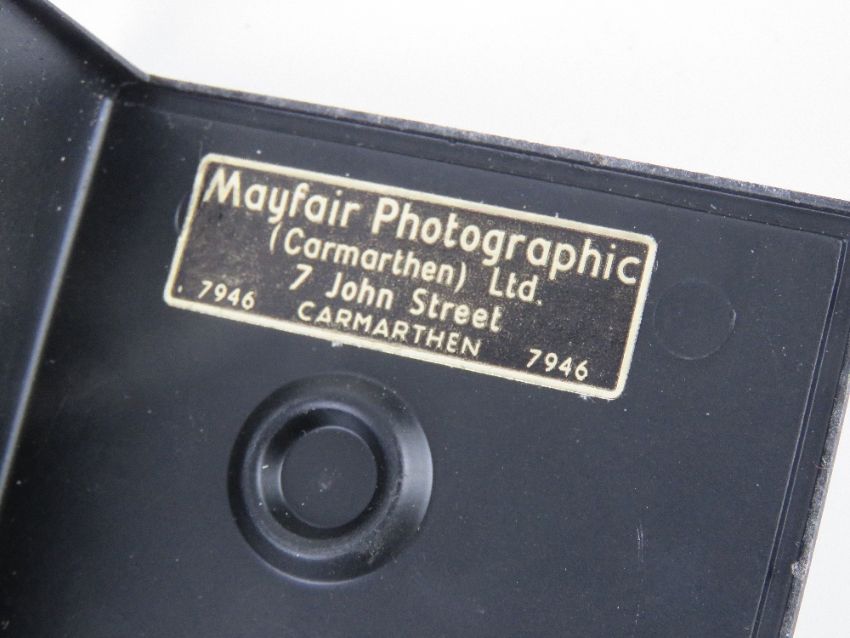 Mayfair Photographic
(Carmarthen) Ltd.
7 John Street
7946 CARMARTHEN 7946